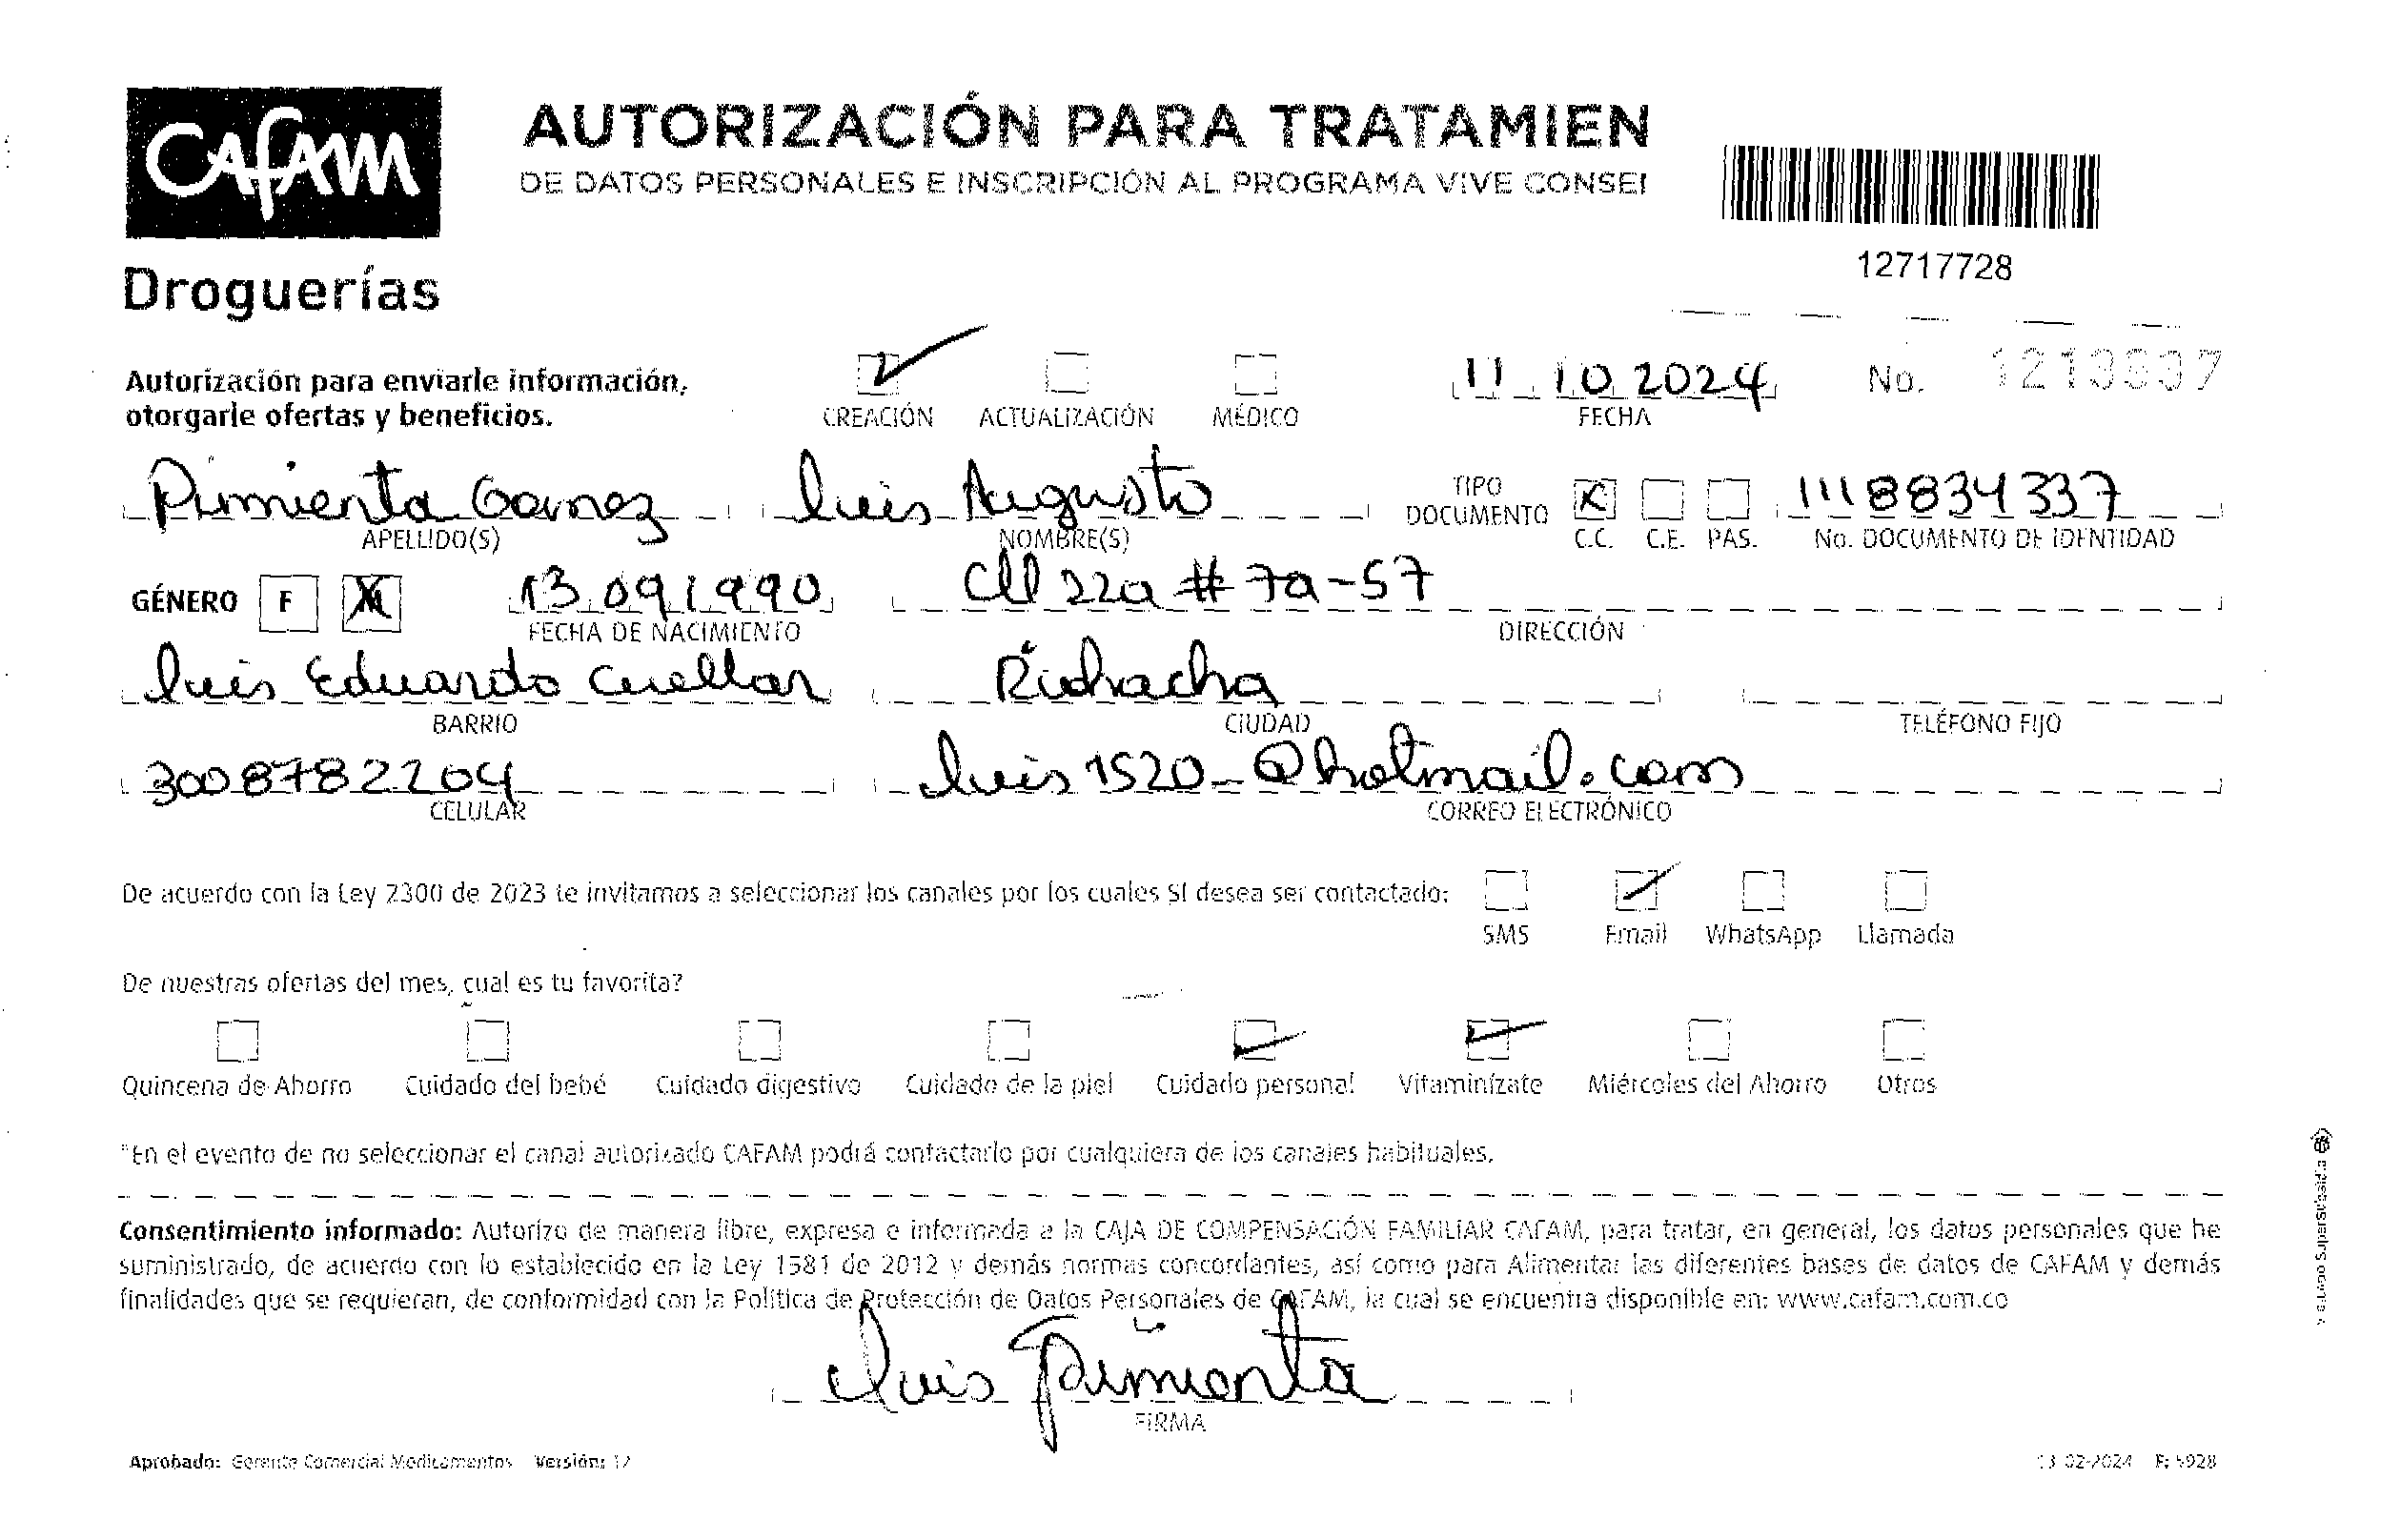 CAFAM
Droguerías
AUTORIZACIÓN PARA TRATAMIEN
DE DATOS PERSONALES E INSCRIPCIÓN AL PROGRAMA VIVE CONSEI
12717728
Autorización para enviarle información,
otorgarle ofertas y beneficios.
CREACIÓN ACTUALIZACIÓN MÉDICO
11 10 2024
FECHA
No.
Pimienta Gamez luis Augusto
APELLIDO(S) NOMBRE(S)
TIPO DOCUMENTO X C.C. C.E. PAS.
1118834337
No. DOCUMENTO DE IDENTIDAD
GÉNERO F M 13 09 1990 Cll 22a # 7a-57
FECHA DE NACIMIENTO DIRECCIÓN
luis Eduardo Cuellar Riohacha
BARRIO CIUDAD TELÉFONO FIJO
3008782204 luis1520_@hotmail.com
CELULAR CORREO ELECTRÓNICO
De acuerdo con la Ley 2300 de 2023 te invitamos a seleccionar los canales por los cuales SI desea ser contactado:
SMS Email WhatsApp Llamada
De nuestras ofertas del mes, cual es tu favorita?
Quincena de Ahorro Cuidado del bebé Cuidado digestivo Cuidado de la piel Cuidado personal Vitaminízate Miércoles del Ahorro Otros
*En el evento de no seleccionar el canal autorizado CAFAM podrá contactarlo por cualquiera de los canales habituales.
Consentimiento informado: Autorizo de manera libre, expresa e informada a la CAJA DE COMPENSACIÓN FAMILIAR CAFAM, para tratar, en general, los datos personales que he
suministrado, de acuerdo con lo establecido en la Ley 1581 de 2012 y demás normas concordantes, así como para Alimentar las diferentes bases de datos de CAFAM y demás
finalidades que se requieran, de conformidad con la Política de Protección de Datos Personales de CAFAM, la cual se encuentra disponible en: www.cafam.com.co
luis Pimienta
FIRMA
Aprobado: Gerente Comercial Medicamentos Versión: 12
13-02-2024 F: 5928
SuperSubsidio